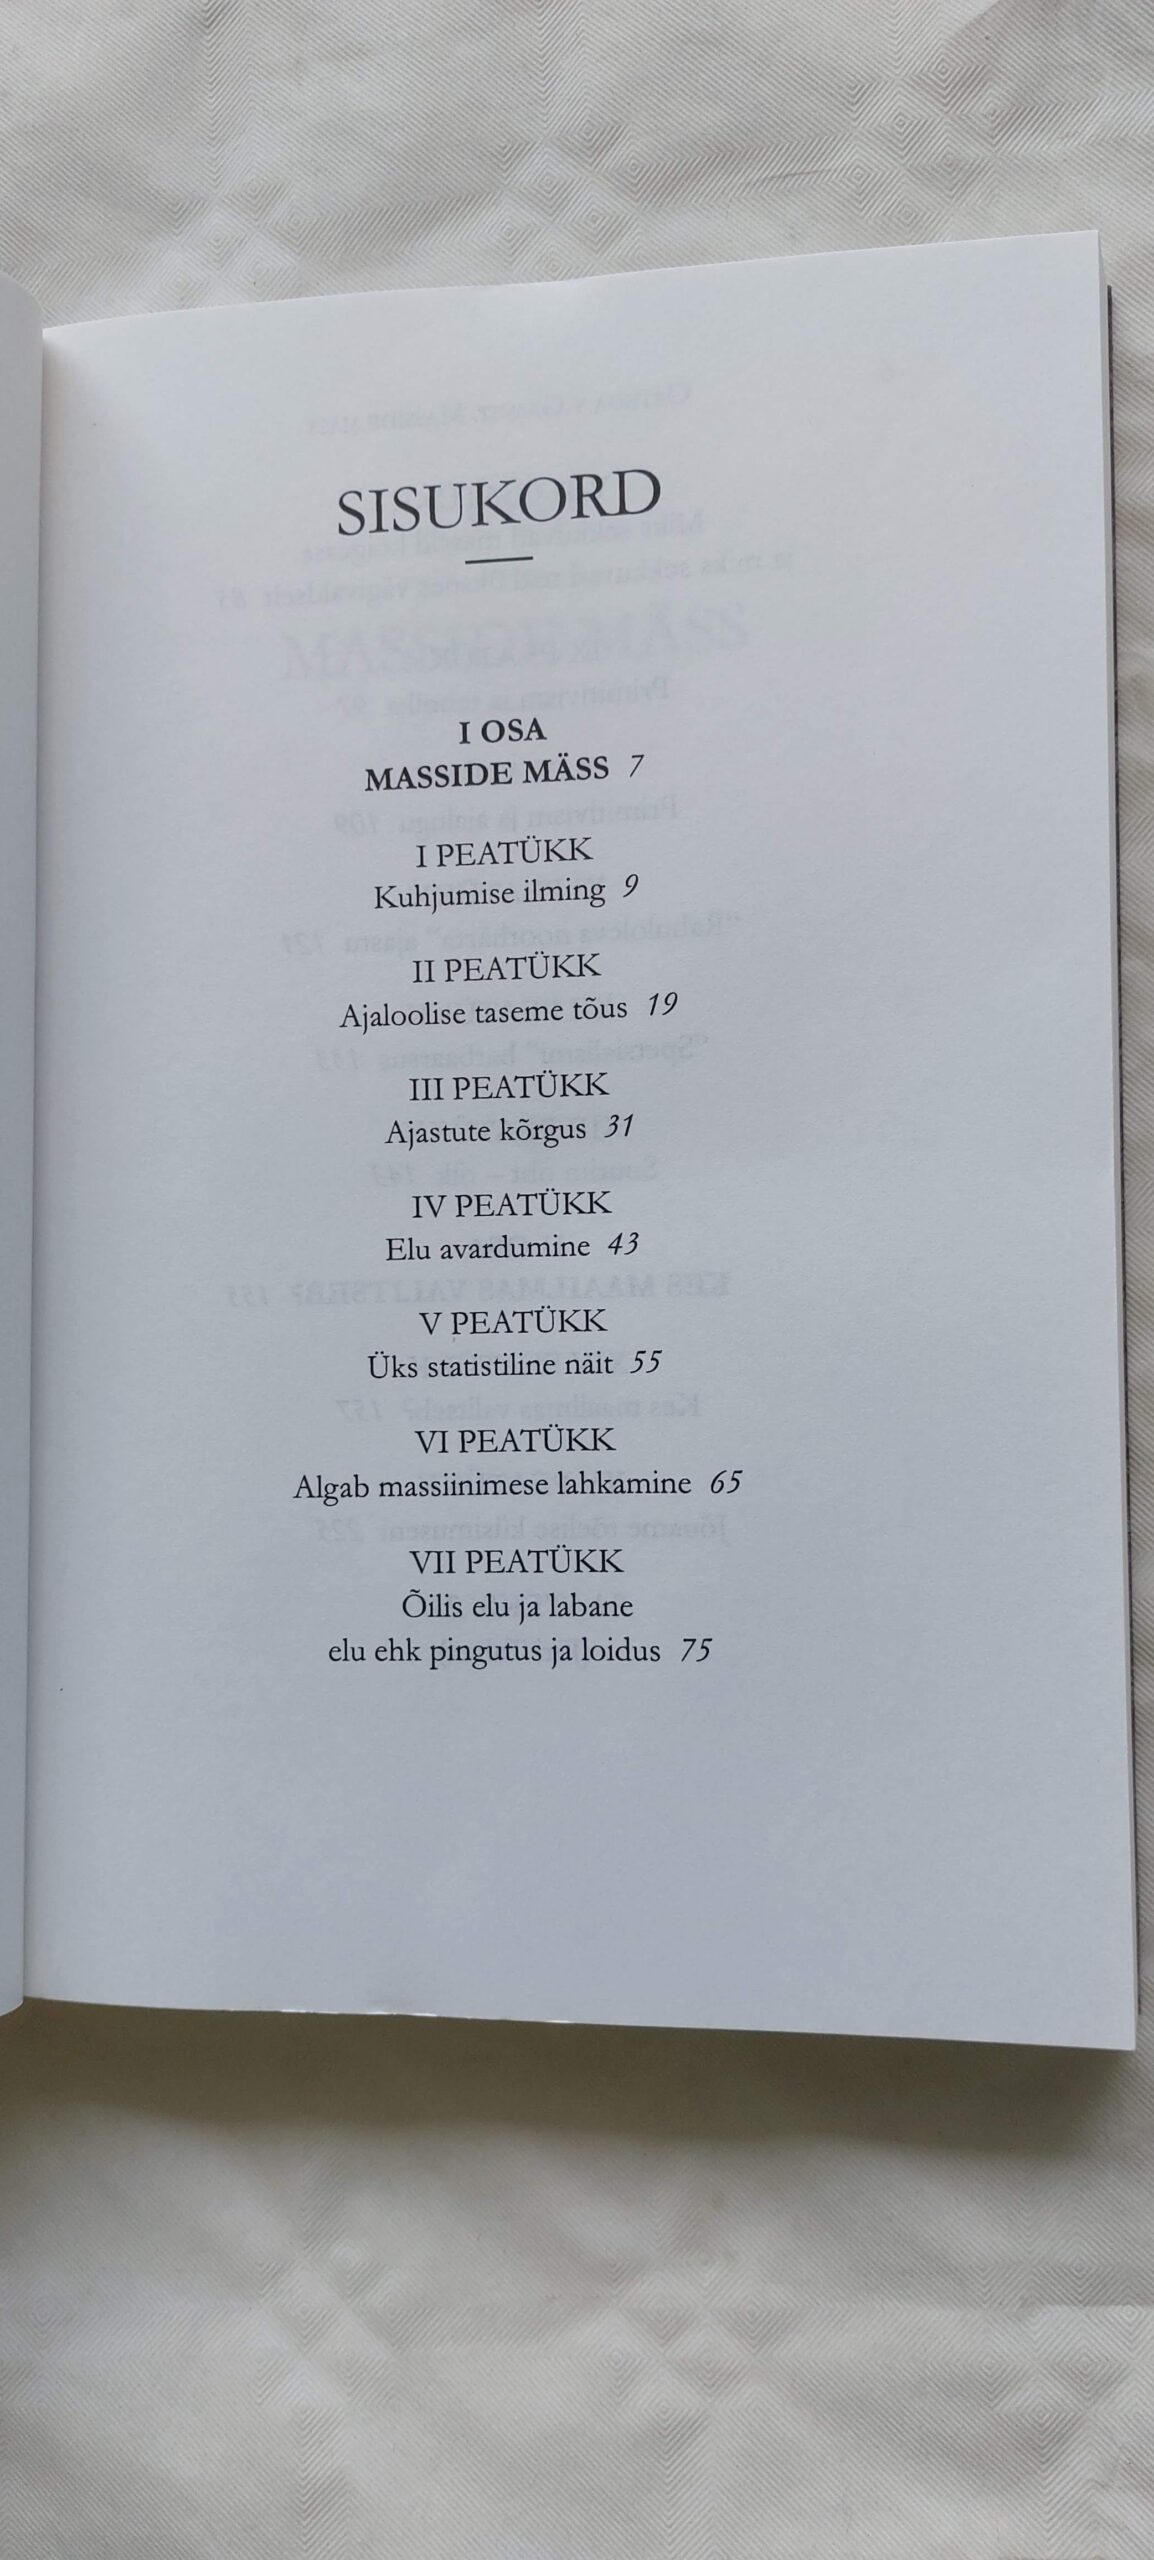 SISUKORD
I OSA
MASSIDE MÄSS 7
I PEATÜKK
Kuhjumise ilming 9
II PEATÜKK
Ajaloolise taseme tõus 19
III PEATÜKK
Ajastute kõrgus 31
IV PEATÜKK
Elu avardumine 43
V PEATÜKK
Üks statistiline näit 55
VI PEATÜKK
Algab massiinimese lahkamine 65
VII PEATÜKK
Õilis elu ja labane
elu ehk pingutus ja loidus 75